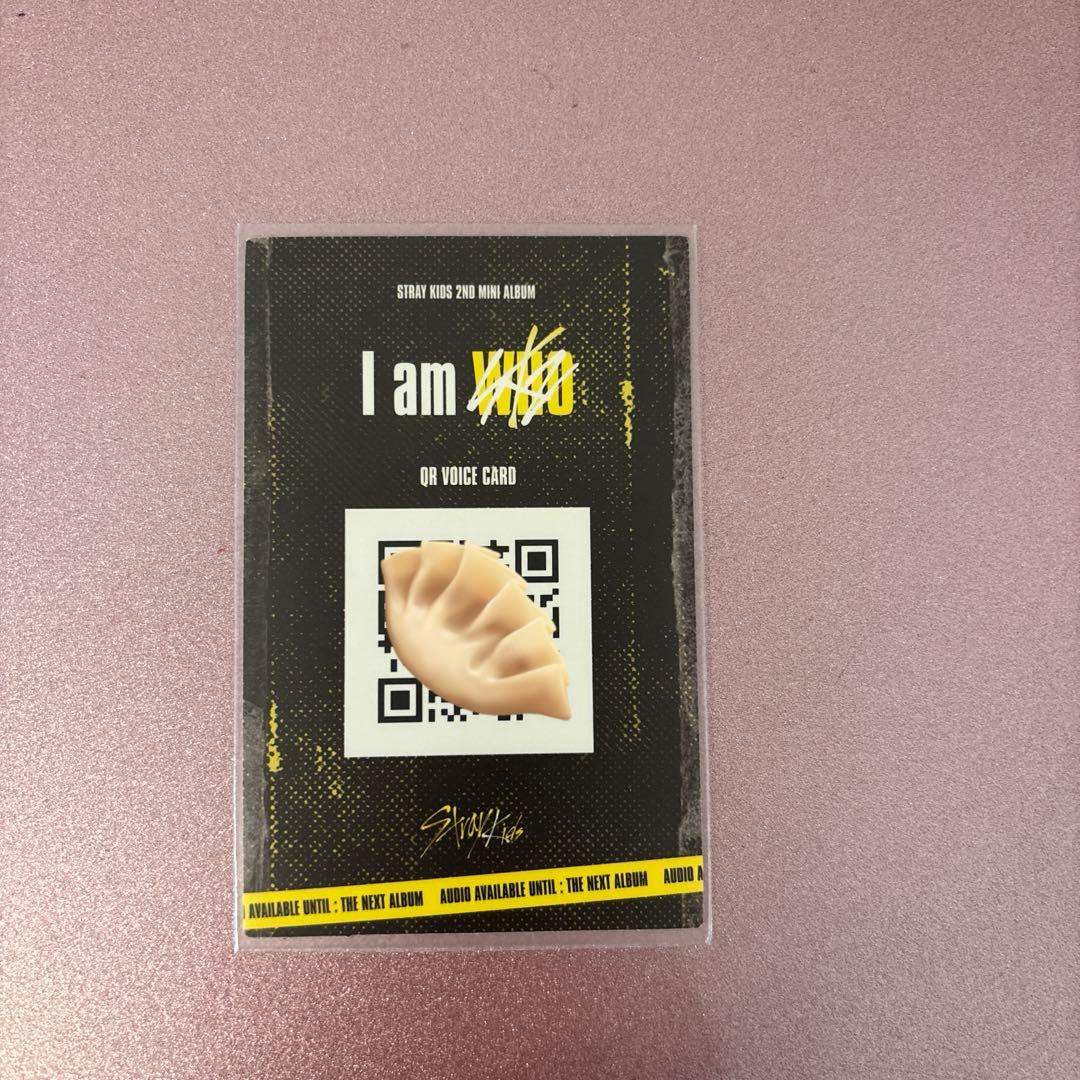 STRAY KIDS 2ND MINI ALBUM
I am WHO
QR VOICE CARD
Stray Kids
AVAILABLE UNTIL : THE NEXT ALBUM AUDIO AVAILABLE UNTIL : THE NEXT ALBUM AUDIO A